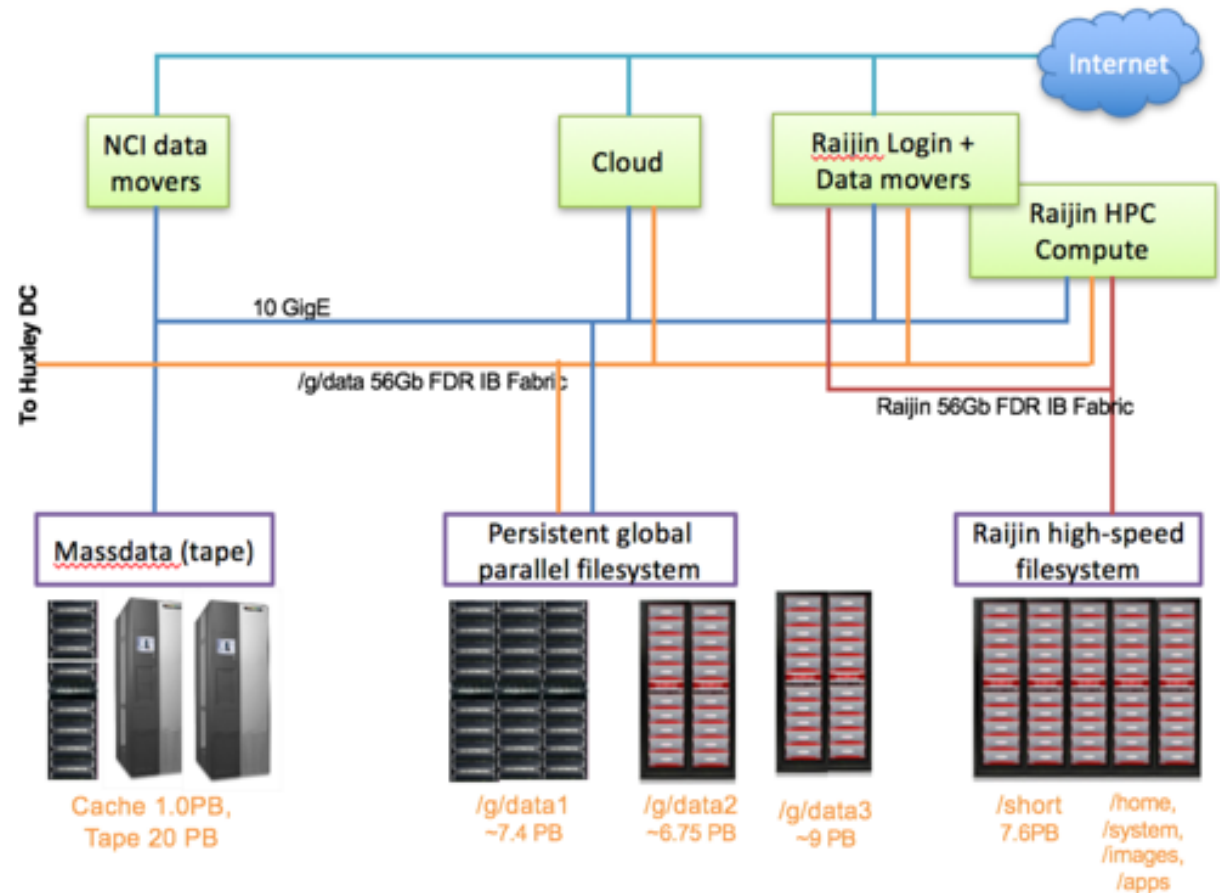 Internet
NCI data
movers
Cloud
Raijin Login +
Data movers
Raijin HPC
Compute
To Huxley DC
10 GigE
/g/data 56Gb FDR IB Fabric
Raijin 56Gb FDR IB Fabric
Massdata (tape)
Persistent global
parallel filesystem
Raijin high-speed
filesystem
Cache 1.0PB,
Tape 20 PB
/g/data1
~7.4 PB
/g/data2
~6.75 PB
/g/data3
~9 PB
/short
7.6PB
/home,
/system,
/images,
/apps